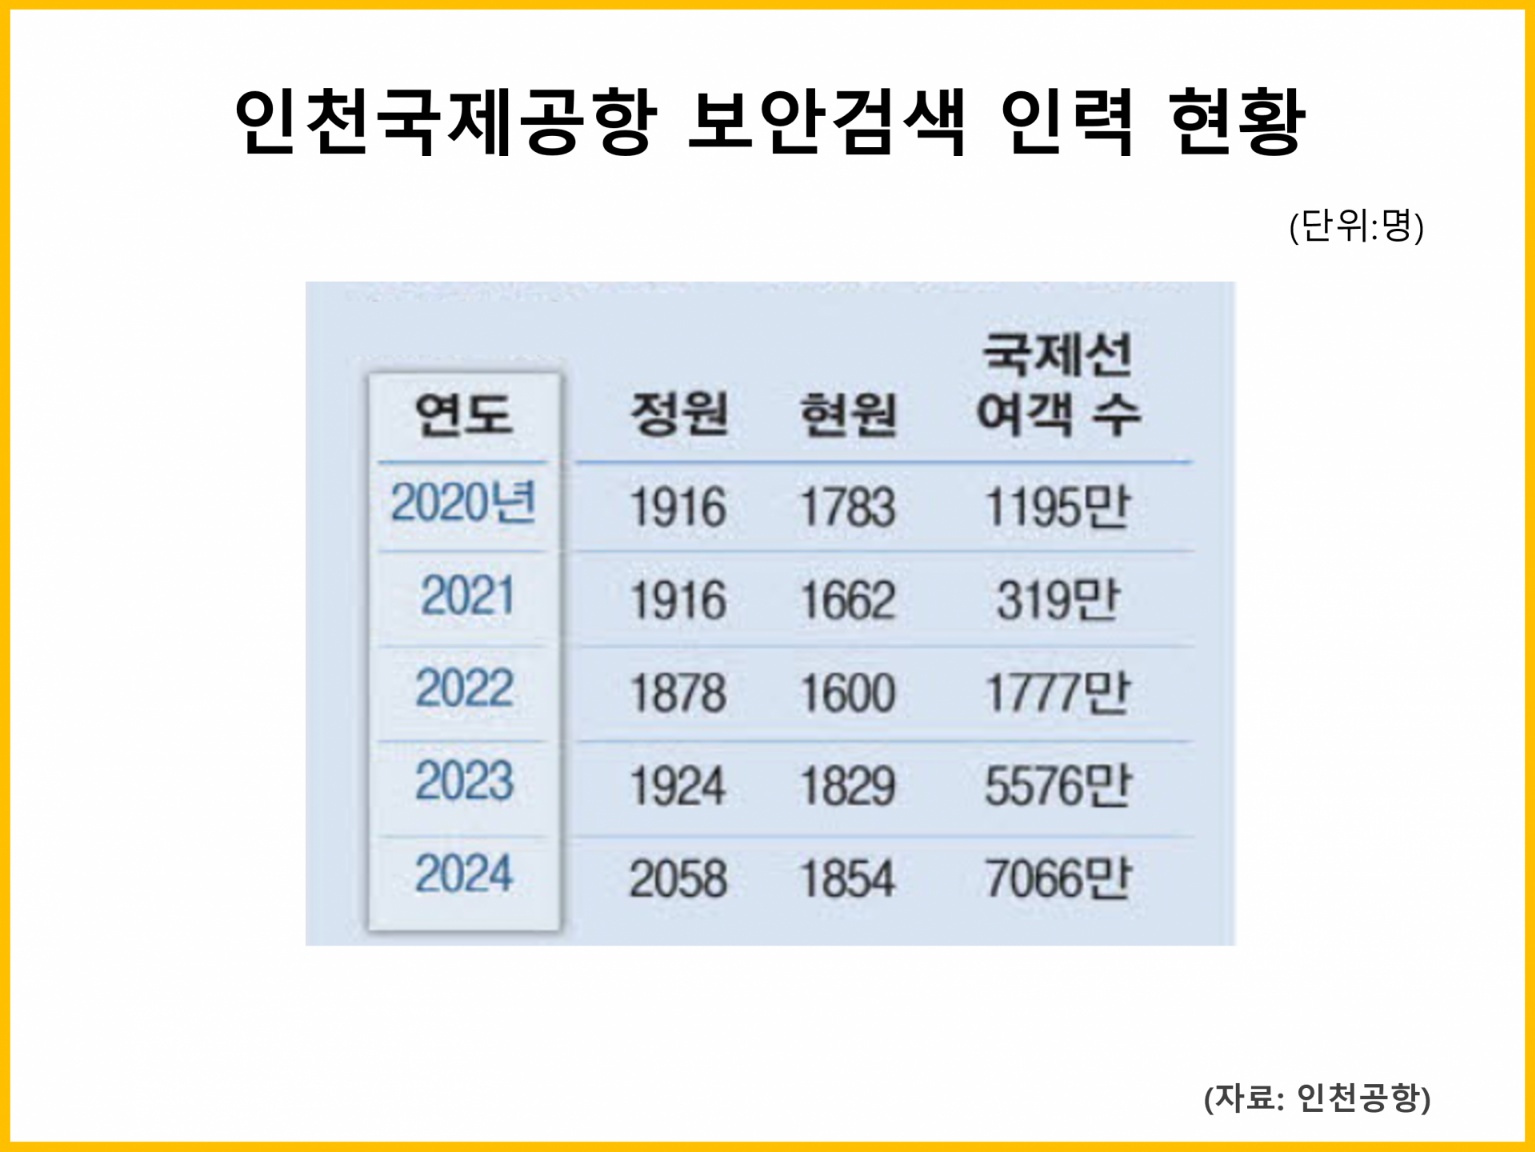 인천국제공항 보안검색 인력 현황
(단위:명)
연도 정원 현원 국제선 여객 수
2020년 1916 1783 1195만
2021 1916 1662 319만
2022 1878 1600 1777만
2023 1924 1829 5576만
2024 2058 1854 7066만
(자료: 인천공항)